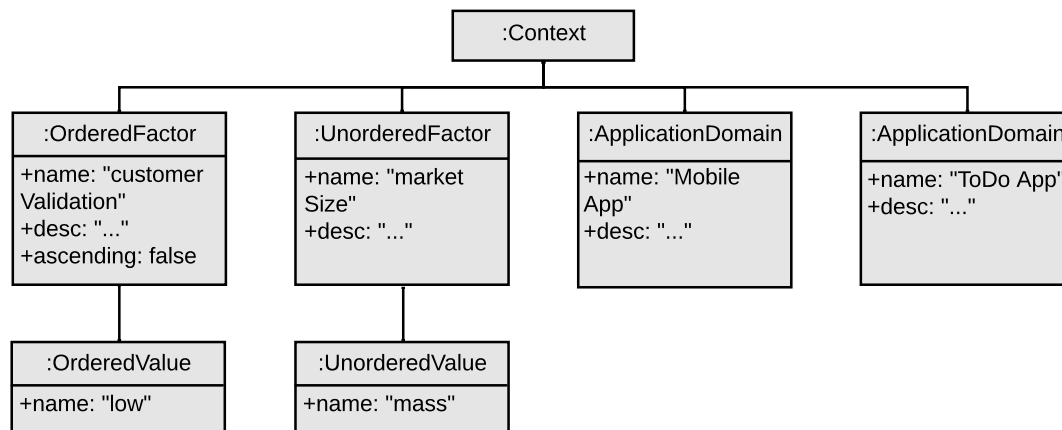 :Context
:OrderedFactor
+name: "customer
Validation"
+desc: "..."
+ascending: false
:UnorderedFactor
+name: "market
Size"
+desc: "..."
:ApplicationDomain
+name: "Mobile
App"
+desc: "..."
:ApplicationDomain
+name: "ToDo App"
+desc: "..."
:OrderedValue
+name: "low"
:UnorderedValue
+name: "mass"